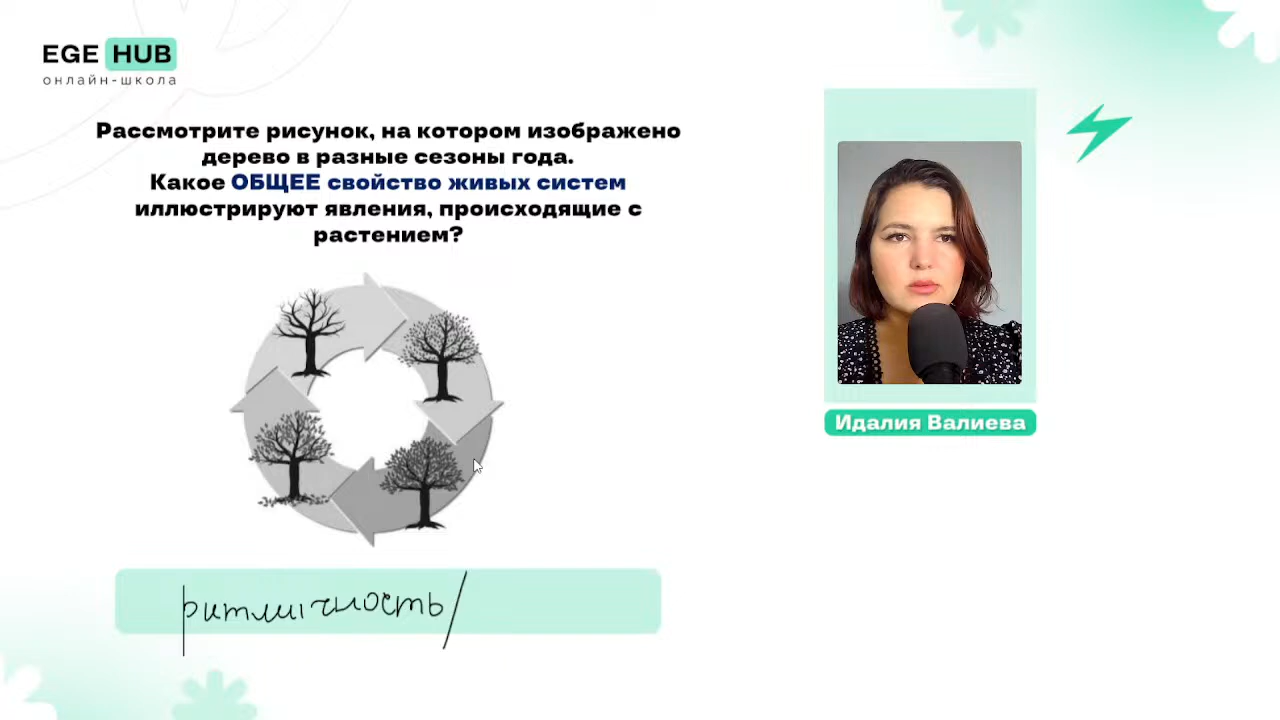 EGE HUB
онлайн-школа
Рассмотрите рисунок, на котором изображено
дерево в разные сезоны года.
Какое ОБЩЕЕ свойство живых систем
иллюстрируют явления, происходящие с
растением?
ритмичность/
Идалия Валиева